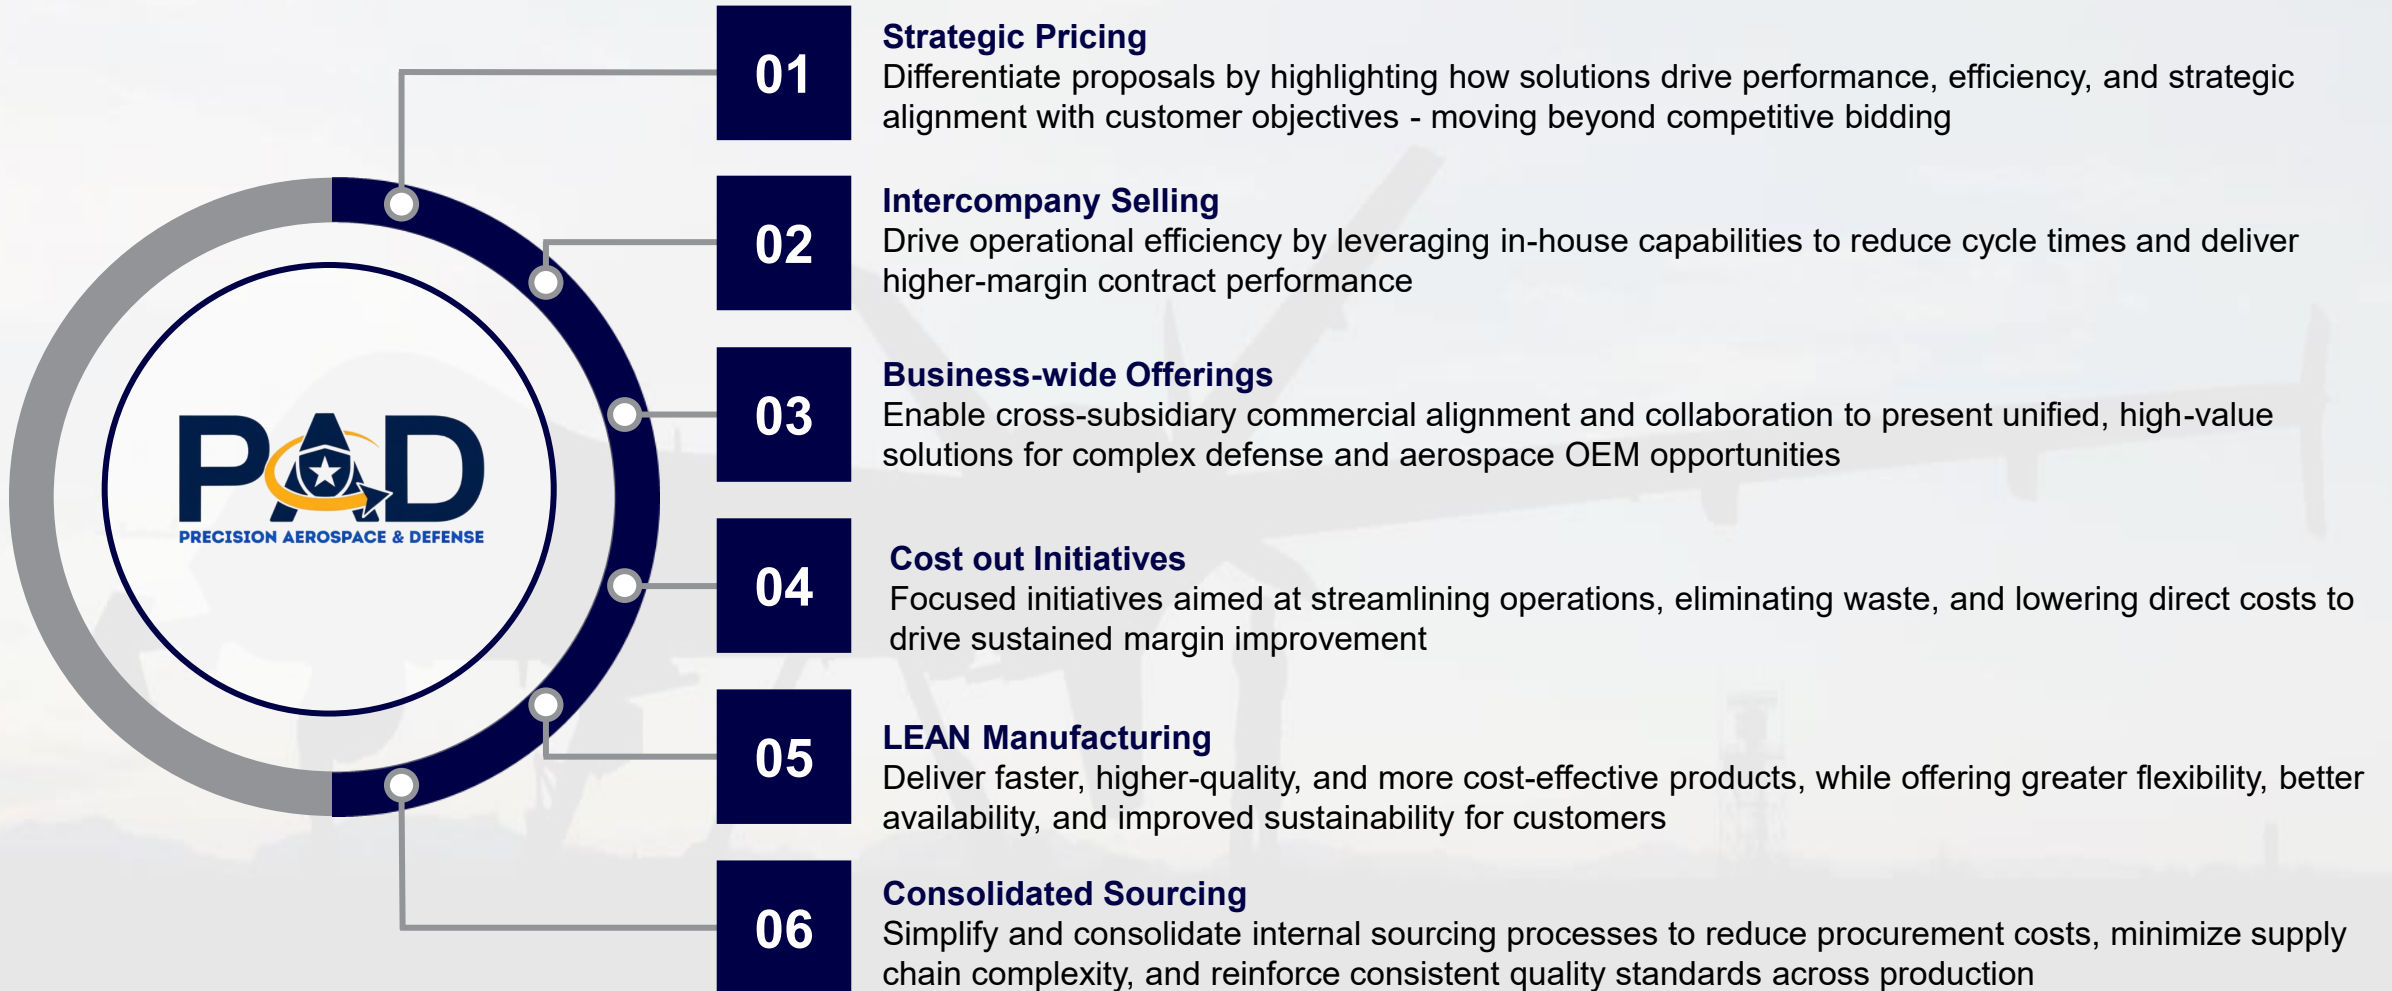 01
Strategic Pricing
Differentiate proposals by highlighting how solutions drive performance, efficiency, and strategic
alignment with customer objectives - moving beyond competitive bidding
02
Intercompany Selling
Drive operational efficiency by leveraging in-house capabilities to reduce cycle times and deliver
higher-margin contract performance
03
Business-wide Offerings
Enable cross-subsidiary commercial alignment and collaboration to present unified, high-value
solutions for complex defense and aerospace OEM opportunities
PAD
PRECISION AEROSPACE & DEFENSE
04
Cost out Initiatives
Focused initiatives aimed at streamlining operations, eliminating waste, and lowering direct costs to
drive sustained margin improvement
05
LEAN Manufacturing
Deliver faster, higher-quality, and more cost-effective products, while offering greater flexibility, better
availability, and improved sustainability for customers
06
Consolidated Sourcing
Simplify and consolidate internal sourcing processes to reduce procurement costs, minimize supply
chain complexity, and reinforce consistent quality standards across production